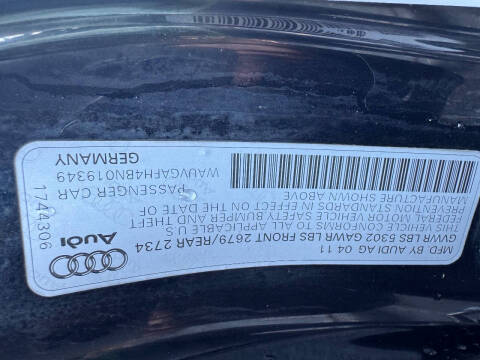 MFD. BY AUDI AG 04 11
GVWR LBS 5302 GAWR LBS FRONT 2679/REAR 2734
THIS VEHICLE CONFORMS TO ALL APPLICABLE U.S.
FEDERAL MOTOR VEHICLE SAFETY BUMPER AND THEFT
PREVENTION STANDARDS IN EFFECT ON THE DATE OF
MANUFACTURE SHOWN ABOVE
Audi
PASSENGER CAR
1744306
WAUVGAFH4BN019349
GERMANY